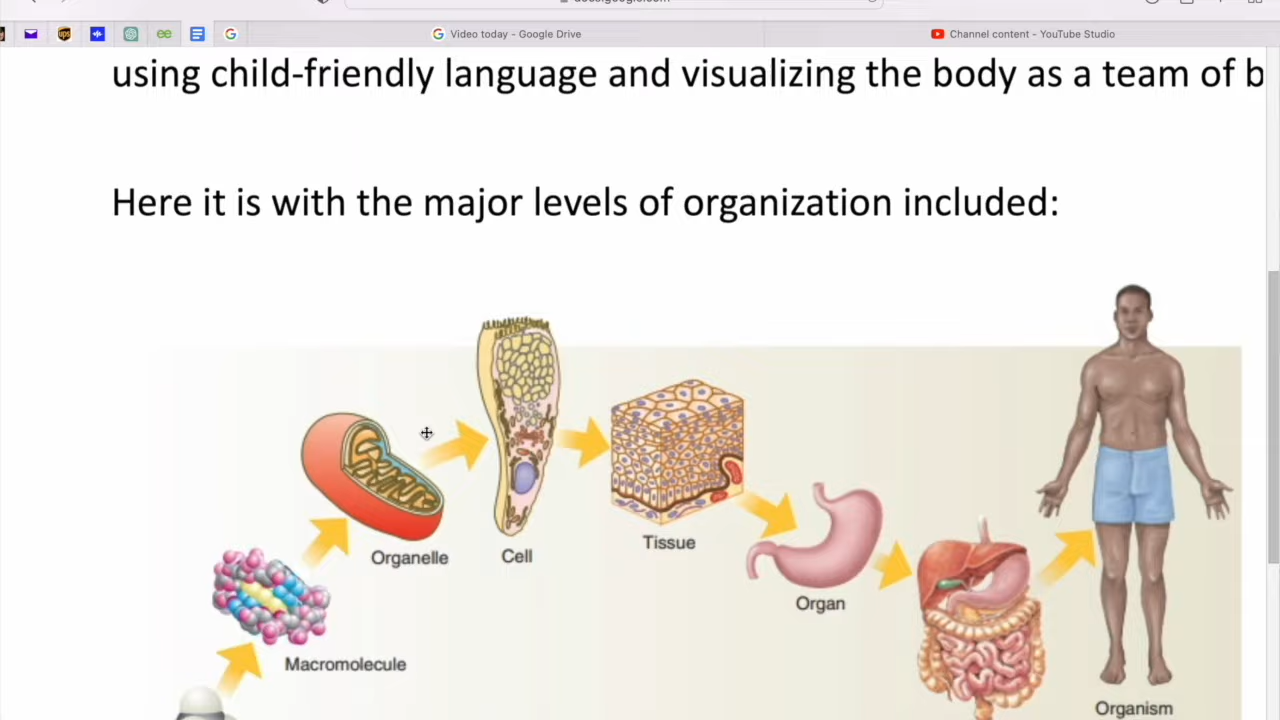 Video today - Google Drive
Channel content - YouTube Studio
using child-friendly language and visualizing the body as a team of b
Here it is with the major levels of organization included:
Organelle
Cell
Tissue
Organ
Macromolecule
Organism